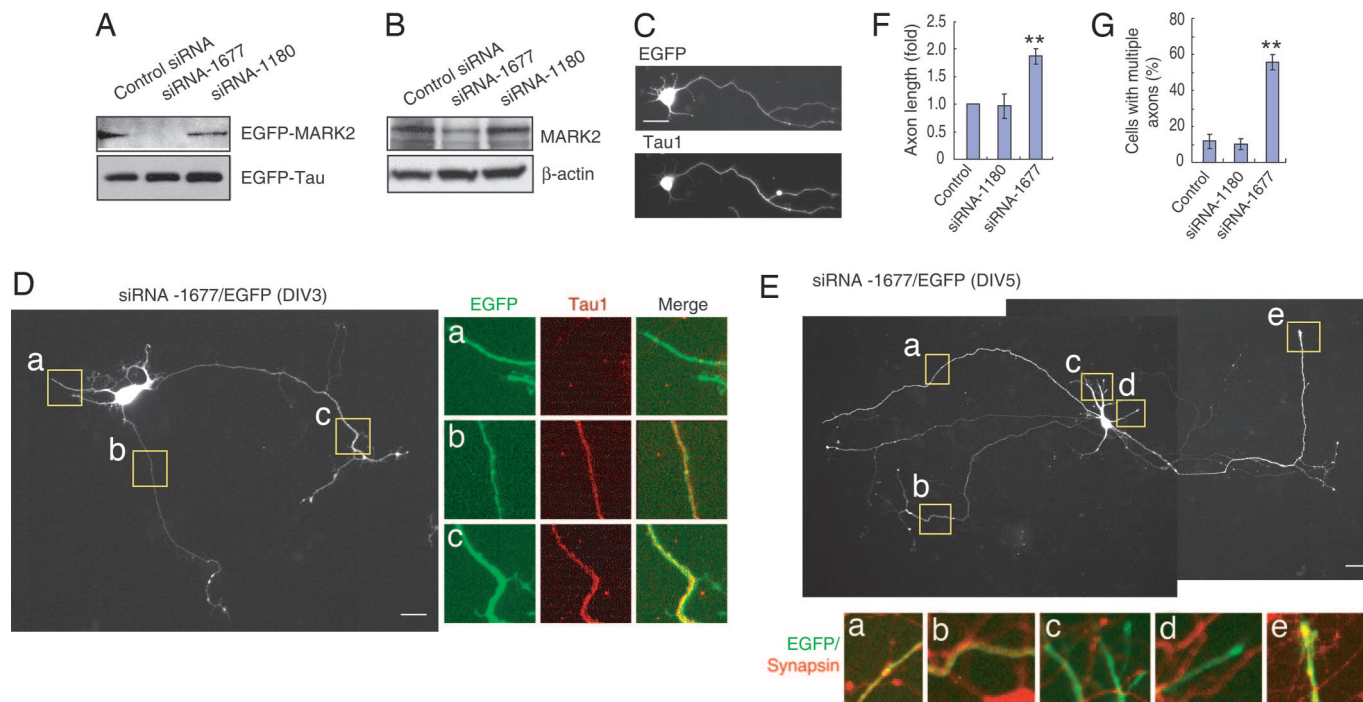 A
Control siRNA
siRNA-1677
siRNA-1180
EGFP-MARK2
EGFP-Tau
B
Control siRNA
siRNA-1677
siRNA-1180
MARK2
β-actin
C
EGFP
Tau1
F
Axon length (fold)
2.5
2.0
1.5
1.0
0.5
0
**
Control
siRNA-1180
siRNA-1677
G
Cells with multiple
axons (%)
80
60
40
20
0
**
Control
siRNA-1180
siRNA-1677
D
siRNA -1677/EGFP (DIV3)
a
b
c
EGFP
Tau1
Merge
a
b
c
E
siRNA -1677/EGFP (DIV5)
a
b
c
d
e
EGFP/
Synapsin
a
b
c
d
e